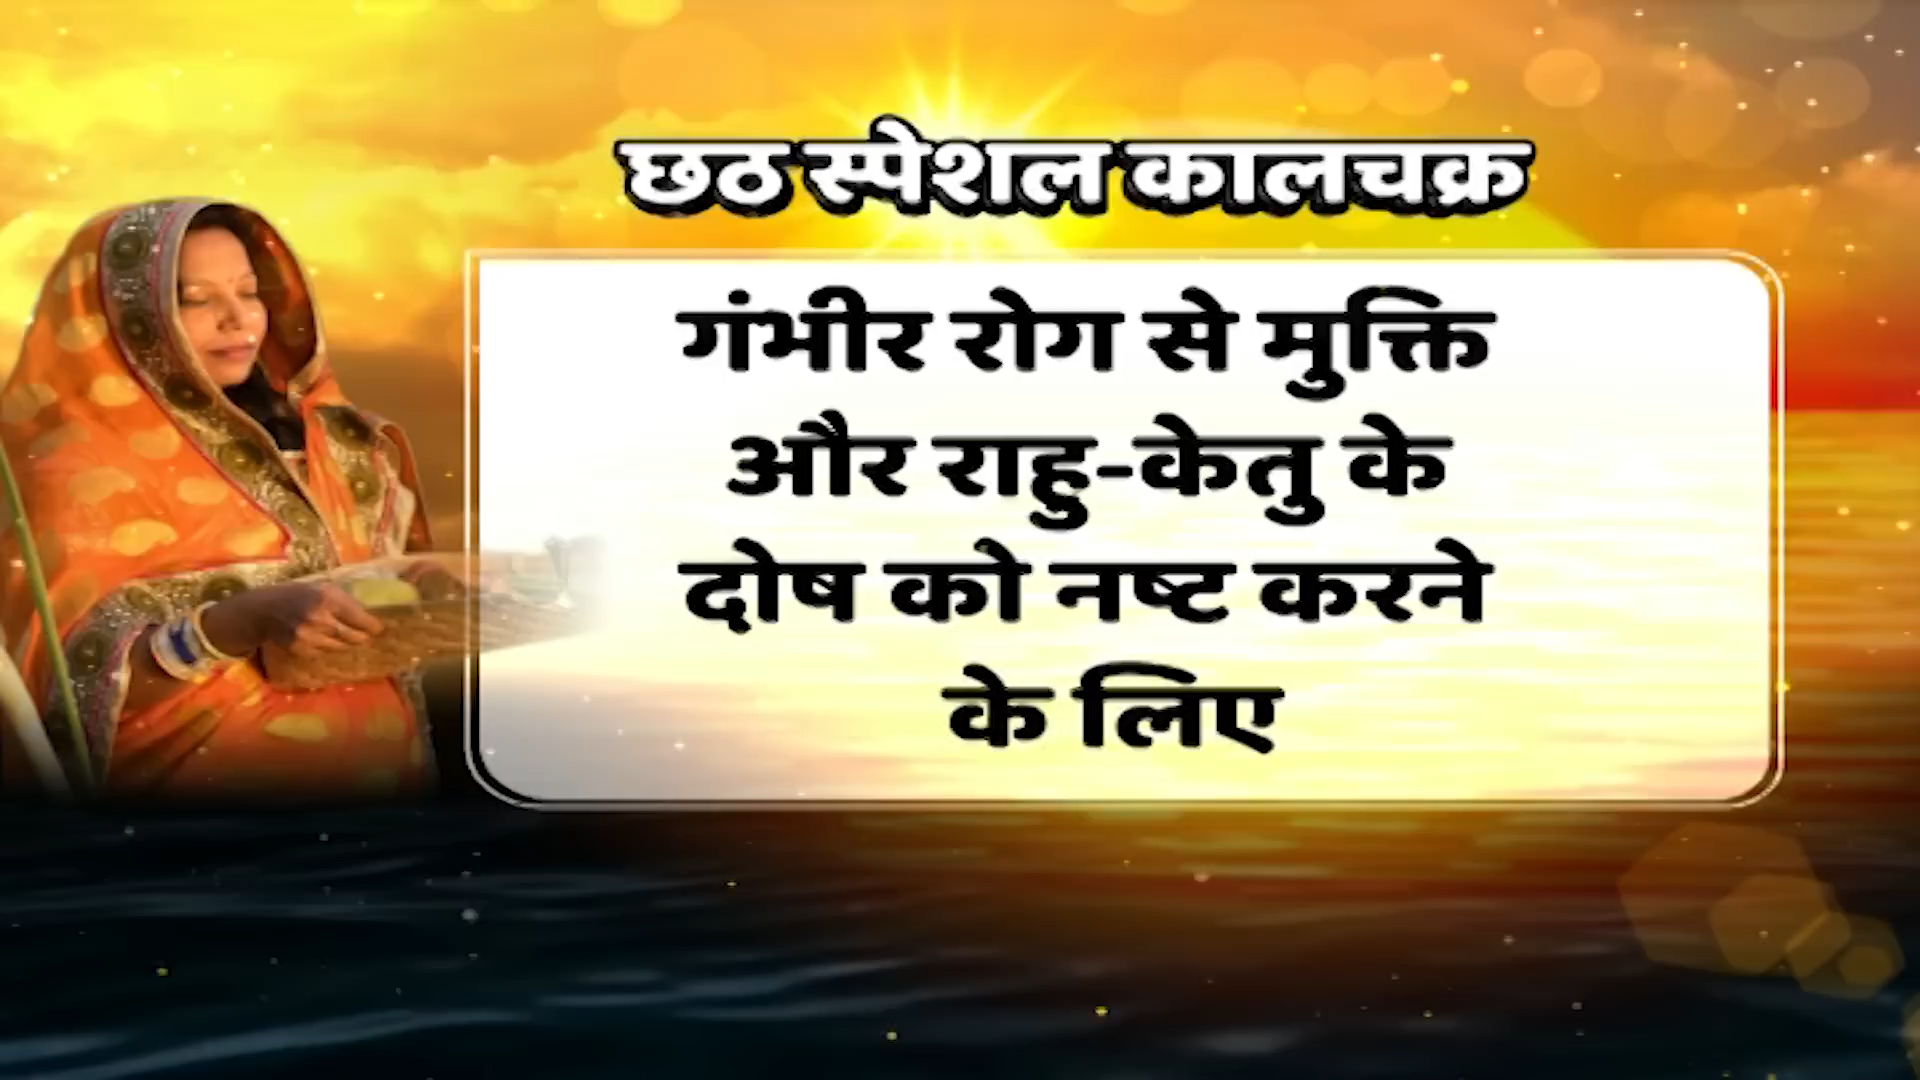 छठ स्पेशल कालचक्र
गंभीर रोग से मुक्ति
और राहु-केतु के
दोष को नष्ट करने
के लिए